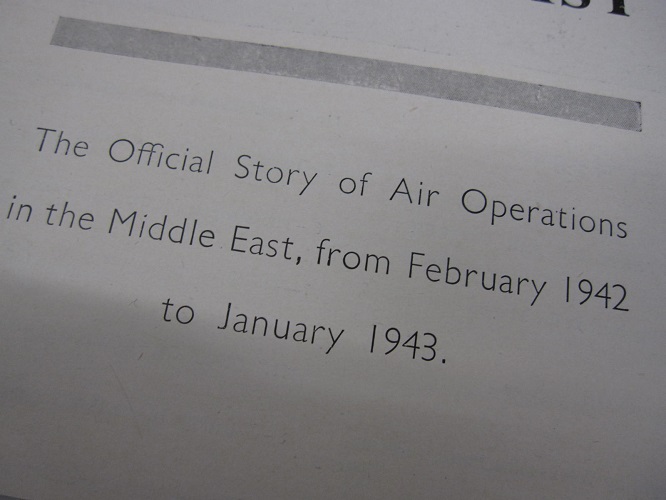 The Official Story of Air Operations
in the Middle East, from February 1942
to January 1943.